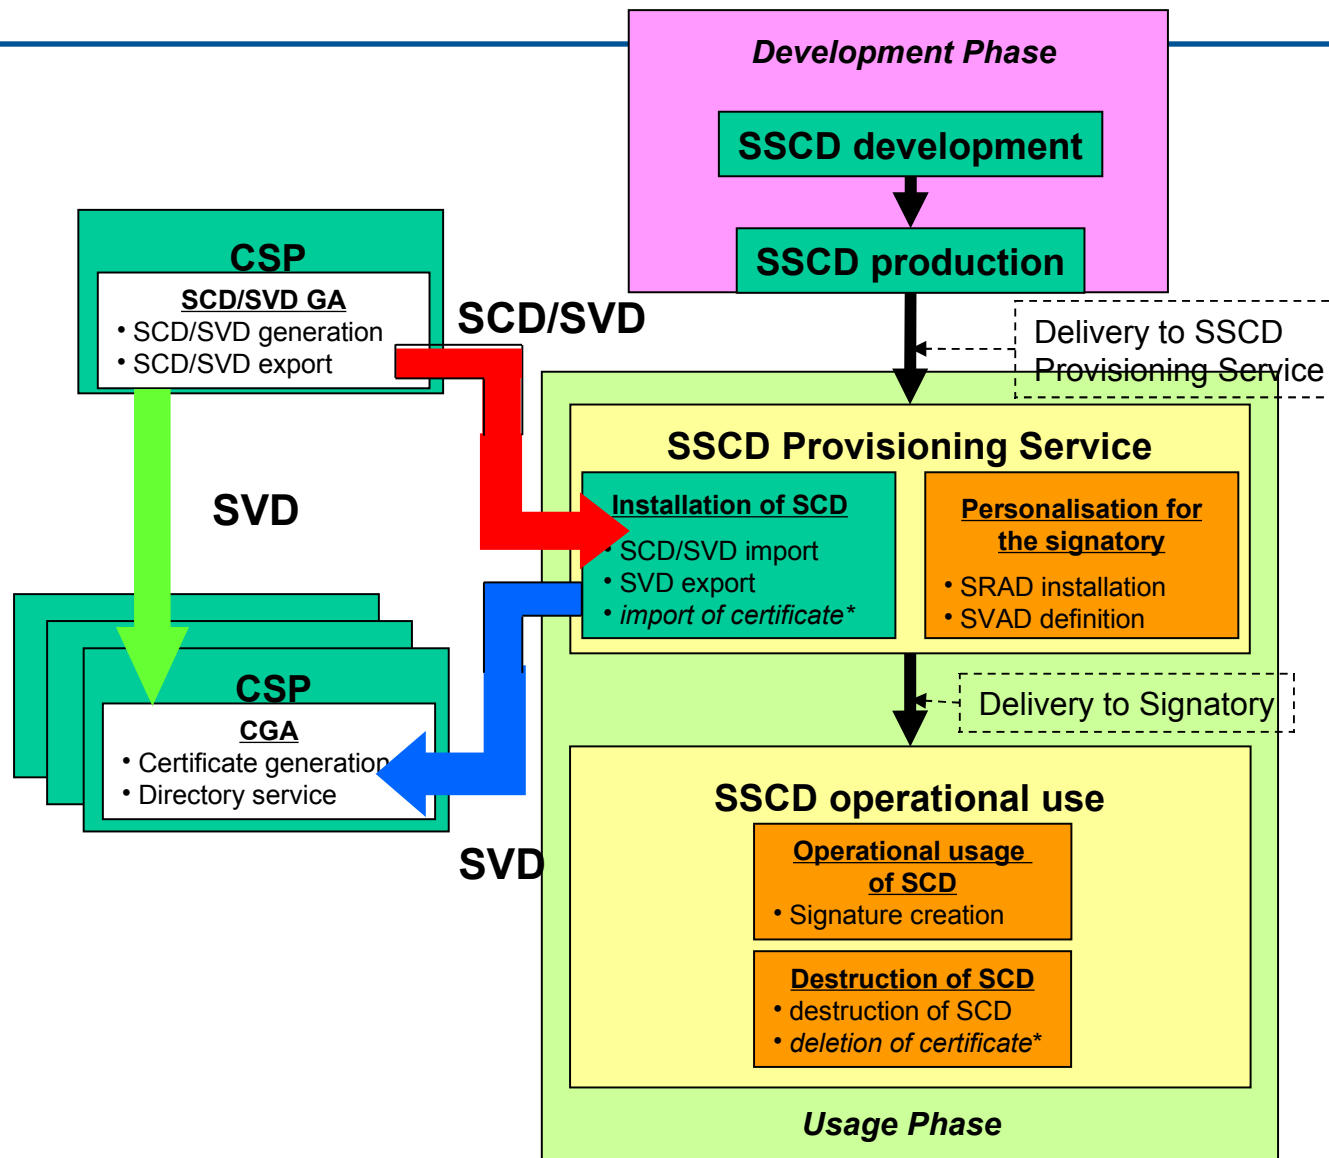 Development Phase
SSCD development
SSCD production
Delivery to SSCD
Provisioning Service
CSP
SCD/SVD GA
• SCD/SVD generation
• SCD/SVD export
SCD/SVD
SVD
SSCD Provisioning Service
Installation of SCD
• SCD/SVD import
• SVD export
• import of certificate*
Personalisation for
the signatory
• SRAD installation
• SVAD definition
Delivery to Signatory
CSP
CGA
• Certificate generation
• Directory service
SVD
SSCD operational use
Operational usage
of SCD
• Signature creation
Destruction of SCD
• destruction of SCD
• deletion of certificate*
Usage Phase